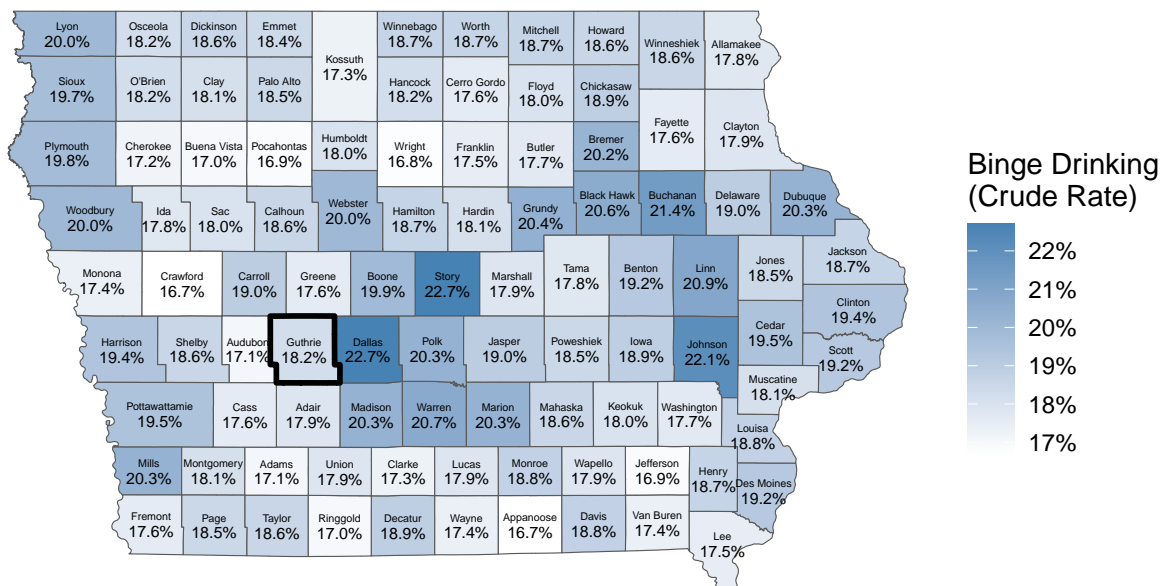 Lyon
20.0%
Osceola
18.2%
Dickinson
18.6%
Emmet
18.4%
Kossuth
17.3%
Winnebago
18.7%
Worth
18.7%
Mitchell
18.7%
Howard
18.6%
Winneshiek
18.6%
Allamakee
17.8%
Sioux
19.7%
O'Brien
18.2%
Clay
18.1%
Palo Alto
18.5%
Hancock
18.2%
Cerro Gordo
17.6%
Floyd
18.0%
Chickasaw
18.9%
Fayette
17.6%
Clayton
17.9%
Plymouth
19.8%
Cherokee
17.2%
Buena Vista
17.0%
Pocahontas
16.9%
Humboldt
18.0%
Wright
16.8%
Franklin
17.5%
Butler
17.7%
Bremer
20.2%
Woodbury
20.0%
Ida
17.8%
Sac
18.0%
Calhoun
18.6%
Webster
20.0%
Hamilton
18.7%
Hardin
18.1%
Grundy
20.4%
Black Hawk
20.6%
Buchanan
21.4%
Delaware
19.0%
Dubuque
20.3%
Monona
17.4%
Crawford
16.7%
Carroll
19.0%
Greene
17.6%
Boone
19.9%
Story
22.7%
Marshall
17.9%
Tama
17.8%
Benton
19.2%
Linn
20.9%
Jones
18.5%
Jackson
18.7%
Clinton
19.4%
Harrison
19.4%
Shelby
18.6%
Audubon
17.1%
Guthrie
18.2%
Dallas
22.7%
Polk
20.3%
Jasper
19.0%
Poweshiek
18.5%
Iowa
18.9%
Johnson
22.1%
Cedar
19.5%
Scott
19.2%
Muscatine
18.1%
Pottawattamie
19.5%
Cass
17.6%
Adair
17.9%
Madison
20.3%
Warren
20.7%
Marion
20.3%
Mahaska
18.6%
Keokuk
18.0%
Washington
17.7%
Louisa
18.8%
Mills
20.3%
Montgomery
18.1%
Adams
17.1%
Union
17.9%
Clarke
17.3%
Lucas
17.9%
Monroe
18.8%
Wapello
17.9%
Jefferson
16.9%
Henry
18.7%
Des Moines
19.2%
Fremont
17.6%
Page
18.5%
Taylor
18.6%
Ringgold
17.0%
Decatur
18.9%
Wayne
17.4%
Appanoose
16.7%
Davis
18.8%
Van Buren
17.4%
Lee
17.5%
Binge Drinking
(Crude Rate)
22%
21%
20%
19%
18%
17%